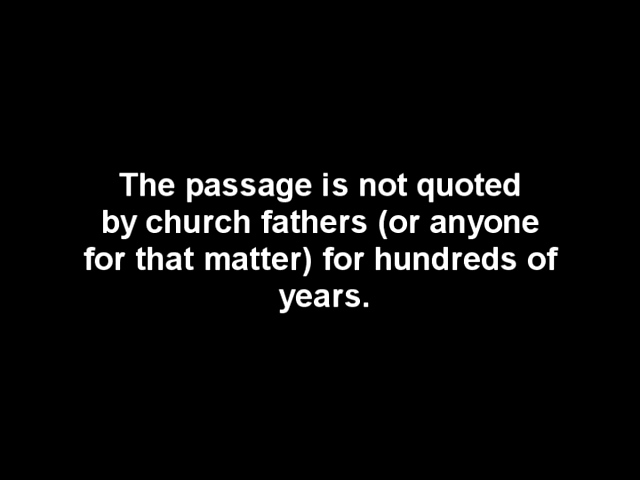 The passage is not quoted
by church fathers (or anyone
for that matter) for hundreds of
years.